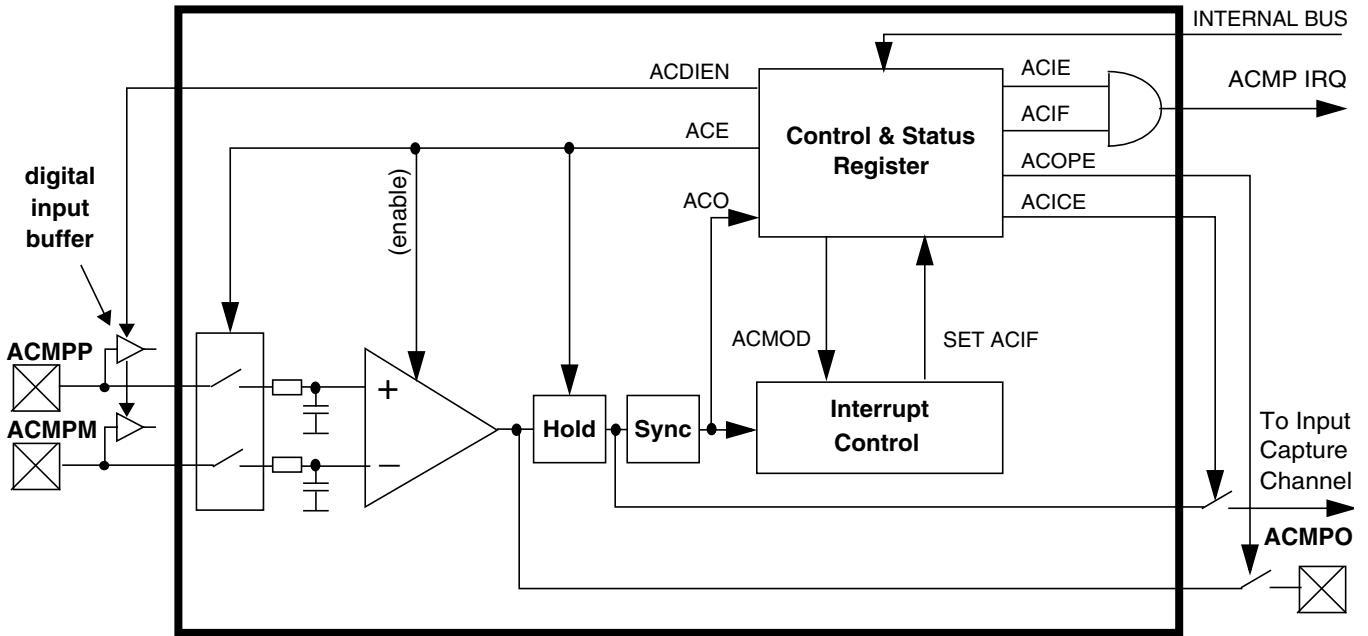 INTERNAL BUS
ACDIEN
ACIE
ACMP IRQ
ACIF
ACE
Control & Status
Register
ACOPE
ACICE
digital
input
buffer
(enable)
ACO
ACMOD
SET ACIF
ACMPP
+
ACMPM
Hold
Sync
Interrupt
Control
−
To Input
Capture
Channel
ACMPO